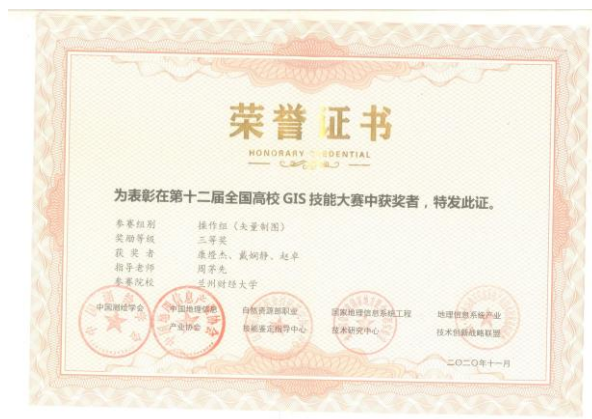 荣誉证书
HONORARY CREDENTIAL
为表彰在第十二届全国高校 GIS 技能大赛中获奖者，特发此证。
参赛组别 操作组（矢量制图）
奖励等级 三等奖
获奖者 康煜杰、戴娴静、赵卓
指导老师 周茅先
参赛院校 兰州财经大学
中国测绘学会 中国地理信息 自然资源部职业 国家地理信息系统工程 地理信息系统产业
产业协会 技能鉴定指导中心 技术研究中心 技术创新战略联盟
二〇二〇年十一月